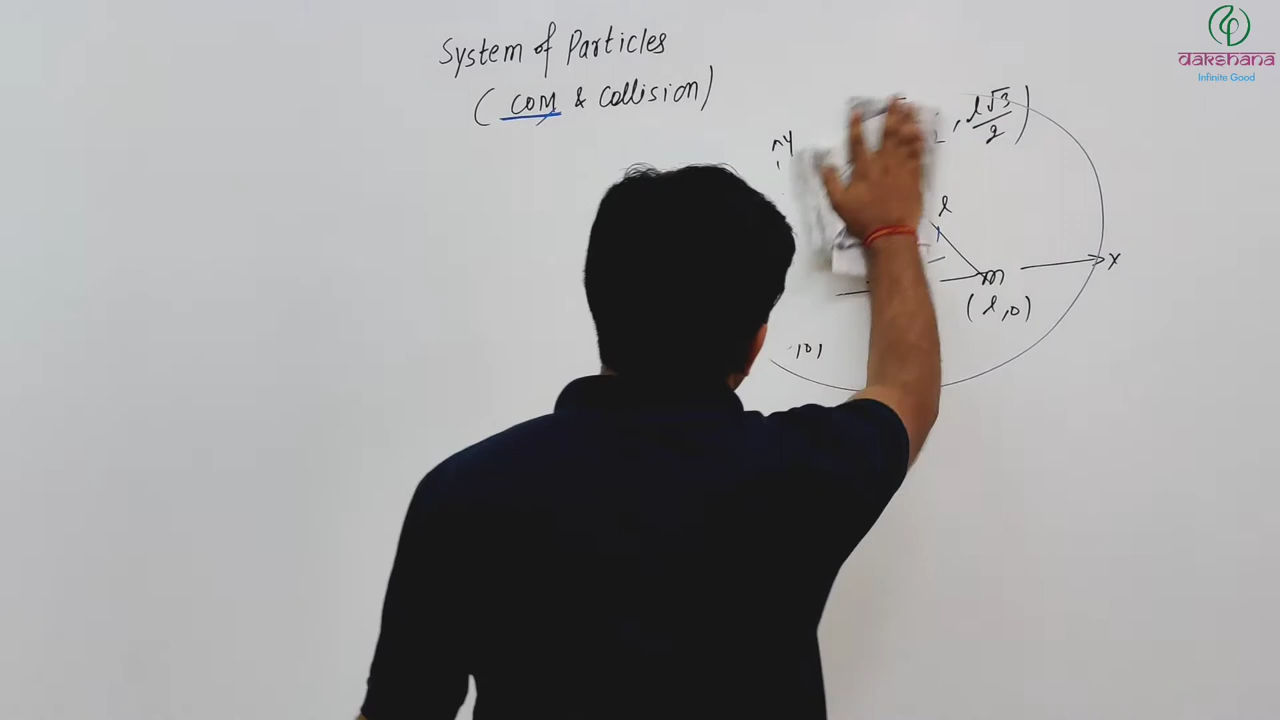 System of Particles
(COM & Collision)
dakshana
Infinite Good
y
, l√3/2)
l
m
x
(l,0)